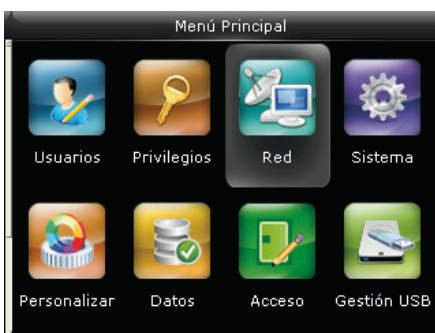 Menú Principal
Usuarios Privilegios Red Sistema
Personalizar Datos Acceso Gestión USB